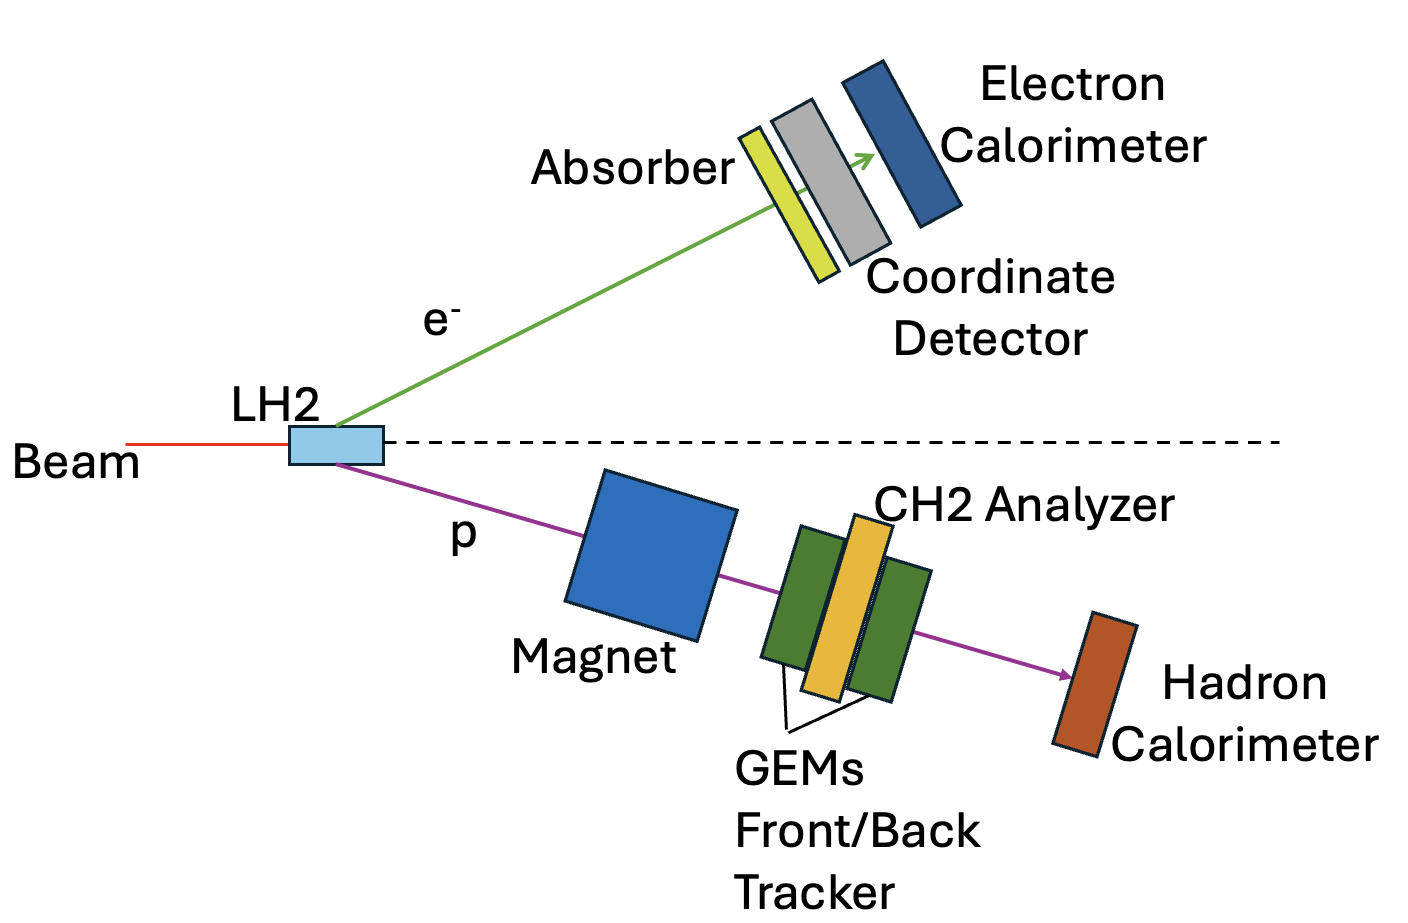 Electron
Calorimeter
Absorber
Coordinate
Detector
e⁻
LH2
Beam
p
CH2 Analyzer
Magnet
Hadron
Calorimeter
GEMs
Front/Back
Tracker